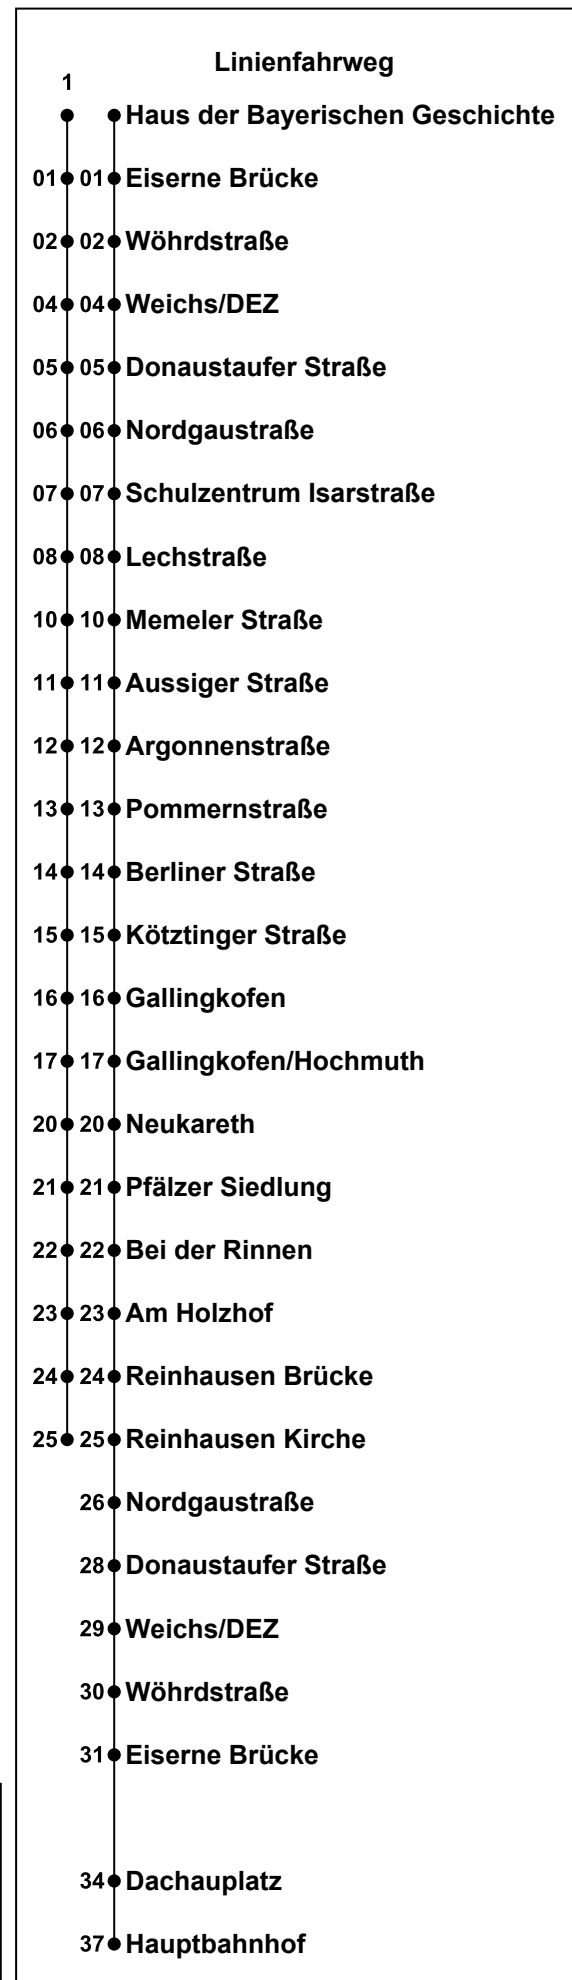 Linienfahrweg
1
Haus der Bayerischen Geschichte
01 01 Eiserne Brücke
02 02 Wöhrdstraße
04 04 Weichs/DEZ
05 05 Donaustaufer Straße
06 06 Nordgaustraße
07 07 Schulzentrum Isarstraße
08 08 Lechstraße
10 10 Memeler Straße
11 11 Aussiger Straße
12 12 Argonnenstraße
13 13 Pommernstraße
14 14 Berliner Straße
15 15 Kötztinger Straße
16 16 Gallingkofen
17 17 Gallingkofen/Hochmuth
20 20 Neukareth
21 21 Pfälzer Siedlung
22 22 Bei der Rinnen
23 23 Am Holzhof
24 24 Reinhausen Brücke
25 25 Reinhausen Kirche
26 Nordgaustraße
28 Donaustaufer Straße
29 Weichs/DEZ
30 Wöhrdstraße
31 Eiserne Brücke
34 Dachauplatz
37 Hauptbahnhof